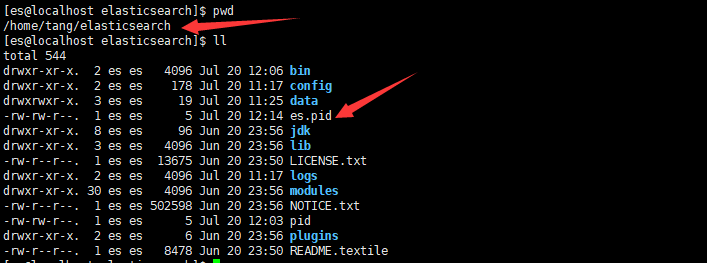 [es@localhost elasticsearch]$ pwd
/home/tang/elasticsearch
[es@localhost elasticsearch]$ ll
total 544
drwxr-xr-x.  2 es es   4096 Jul 20 12:06 bin
drwxr-xr-x.  2 es es    178 Jul 20 11:17 config
drwxrwxr-x.  3 es es     19 Jul 20 11:25 data
-rw-rw-r--.  1 es es      5 Jul 20 12:14 es.pid
drwxr-xr-x.  8 es es     96 Jun 20 23:56 jdk
drwxr-xr-x.  3 es es   4096 Jun 20 23:56 lib
-rw-r--r--.  1 es es  13675 Jun 20 23:50 LICENSE.txt
drwxr-xr-x.  2 es es   4096 Jul 20 11:17 logs
drwxr-xr-x. 30 es es   4096 Jun 20 23:56 modules
-rw-r--r--.  1 es es 502598 Jun 20 23:56 NOTICE.txt
-rw-rw-r--.  1 es es      5 Jul 20 12:03 pid
drwxr-xr-x.  2 es es      6 Jun 20 23:56 plugins
-rw-r--r--.  1 es es   8478 Jun 20 23:50 README.textile
[es@localhost elasticsearch]$